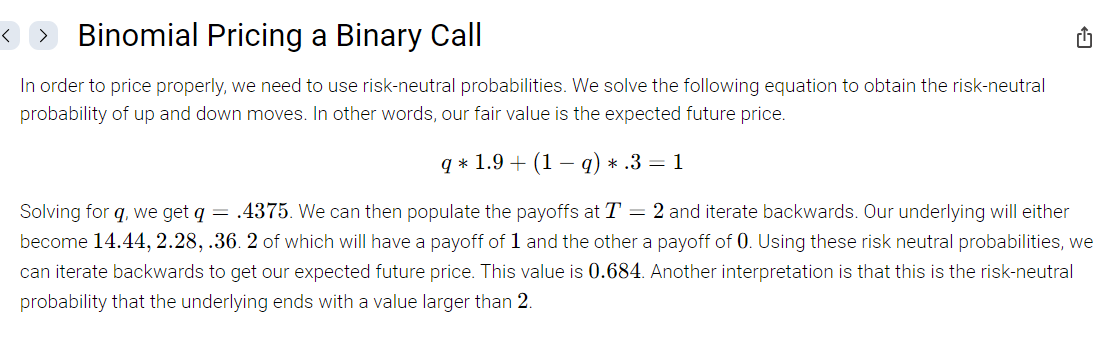 Binomial Pricing a Binary Call
In order to price properly, we need to use risk-neutral probabilities. We solve the following equation to obtain the risk-neutral
probability of up and down moves. In other words, our fair value is the expected future price.
q ∗ 1.9 + (1 − q) ∗ .3 = 1
Solving for q, we get q = .4375. We can then populate the payoffs at T = 2 and iterate backwards. Our underlying will either
become 14.44, 2.28, .36. 2 of which will have a payoff of 1 and the other a payoff of 0. Using these risk neutral probabilities, we
can iterate backwards to get our expected future price. This value is 0.684. Another interpretation is that this is the risk-neutral
probability that the underlying ends with a value larger than 2.